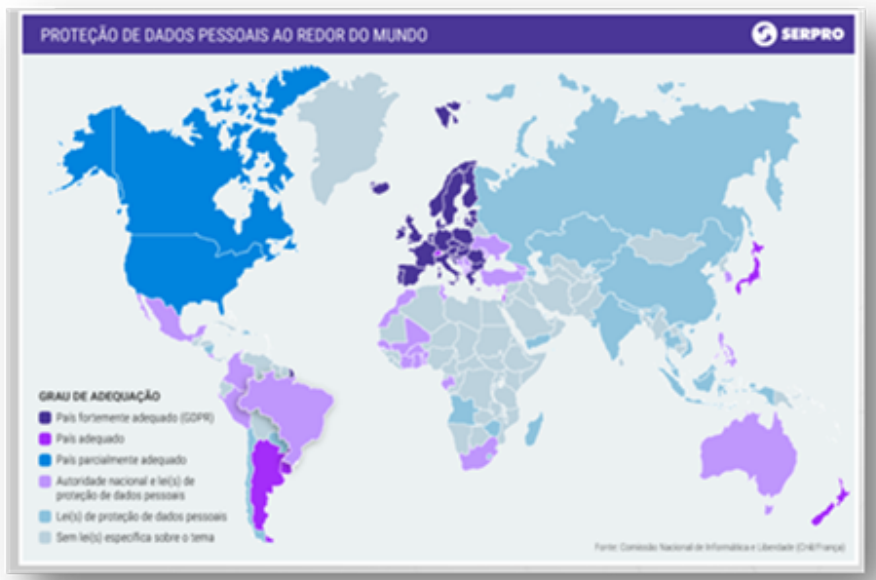 PROTEÇÃO DE DADOS PESSOAIS AO REDOR DO MUNDO
SERPRO
GRAU DE ADEQUAÇÃO
País fortemente adequado (GDPR)
País adequado
País parcialmente adequado
Autoridade nacional e lei(s) de
proteção de dados pessoais
Lei(s) de proteção de dados pessoais
Sem lei(s) específica sobre o tema
Fonte: Comissão Nacional de Informática e Liberdade (Cnil/França)